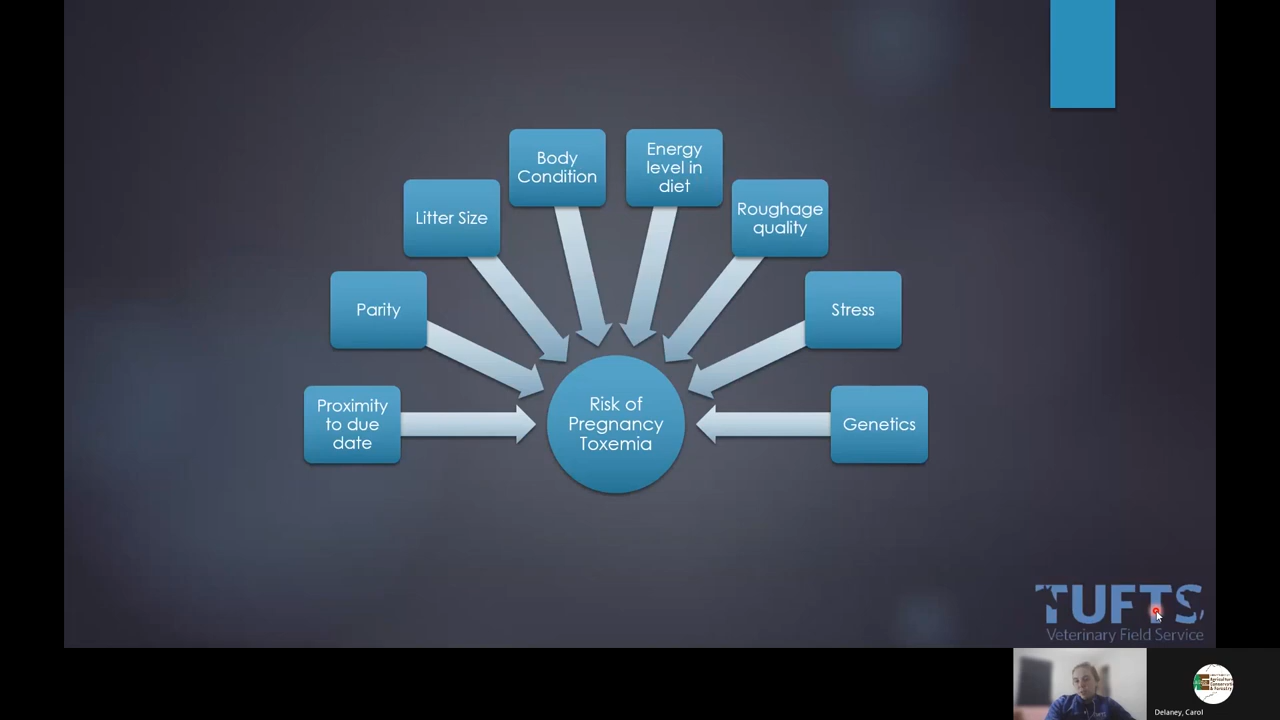 Body
Condition
Energy
level in
diet
Litter Size
Roughage
quality
Parity
Stress
Proximity
to due
date
Risk of
Pregnancy
Toxemia
Genetics
TUFTS
Veterinary Field Service
Delaney, Carol